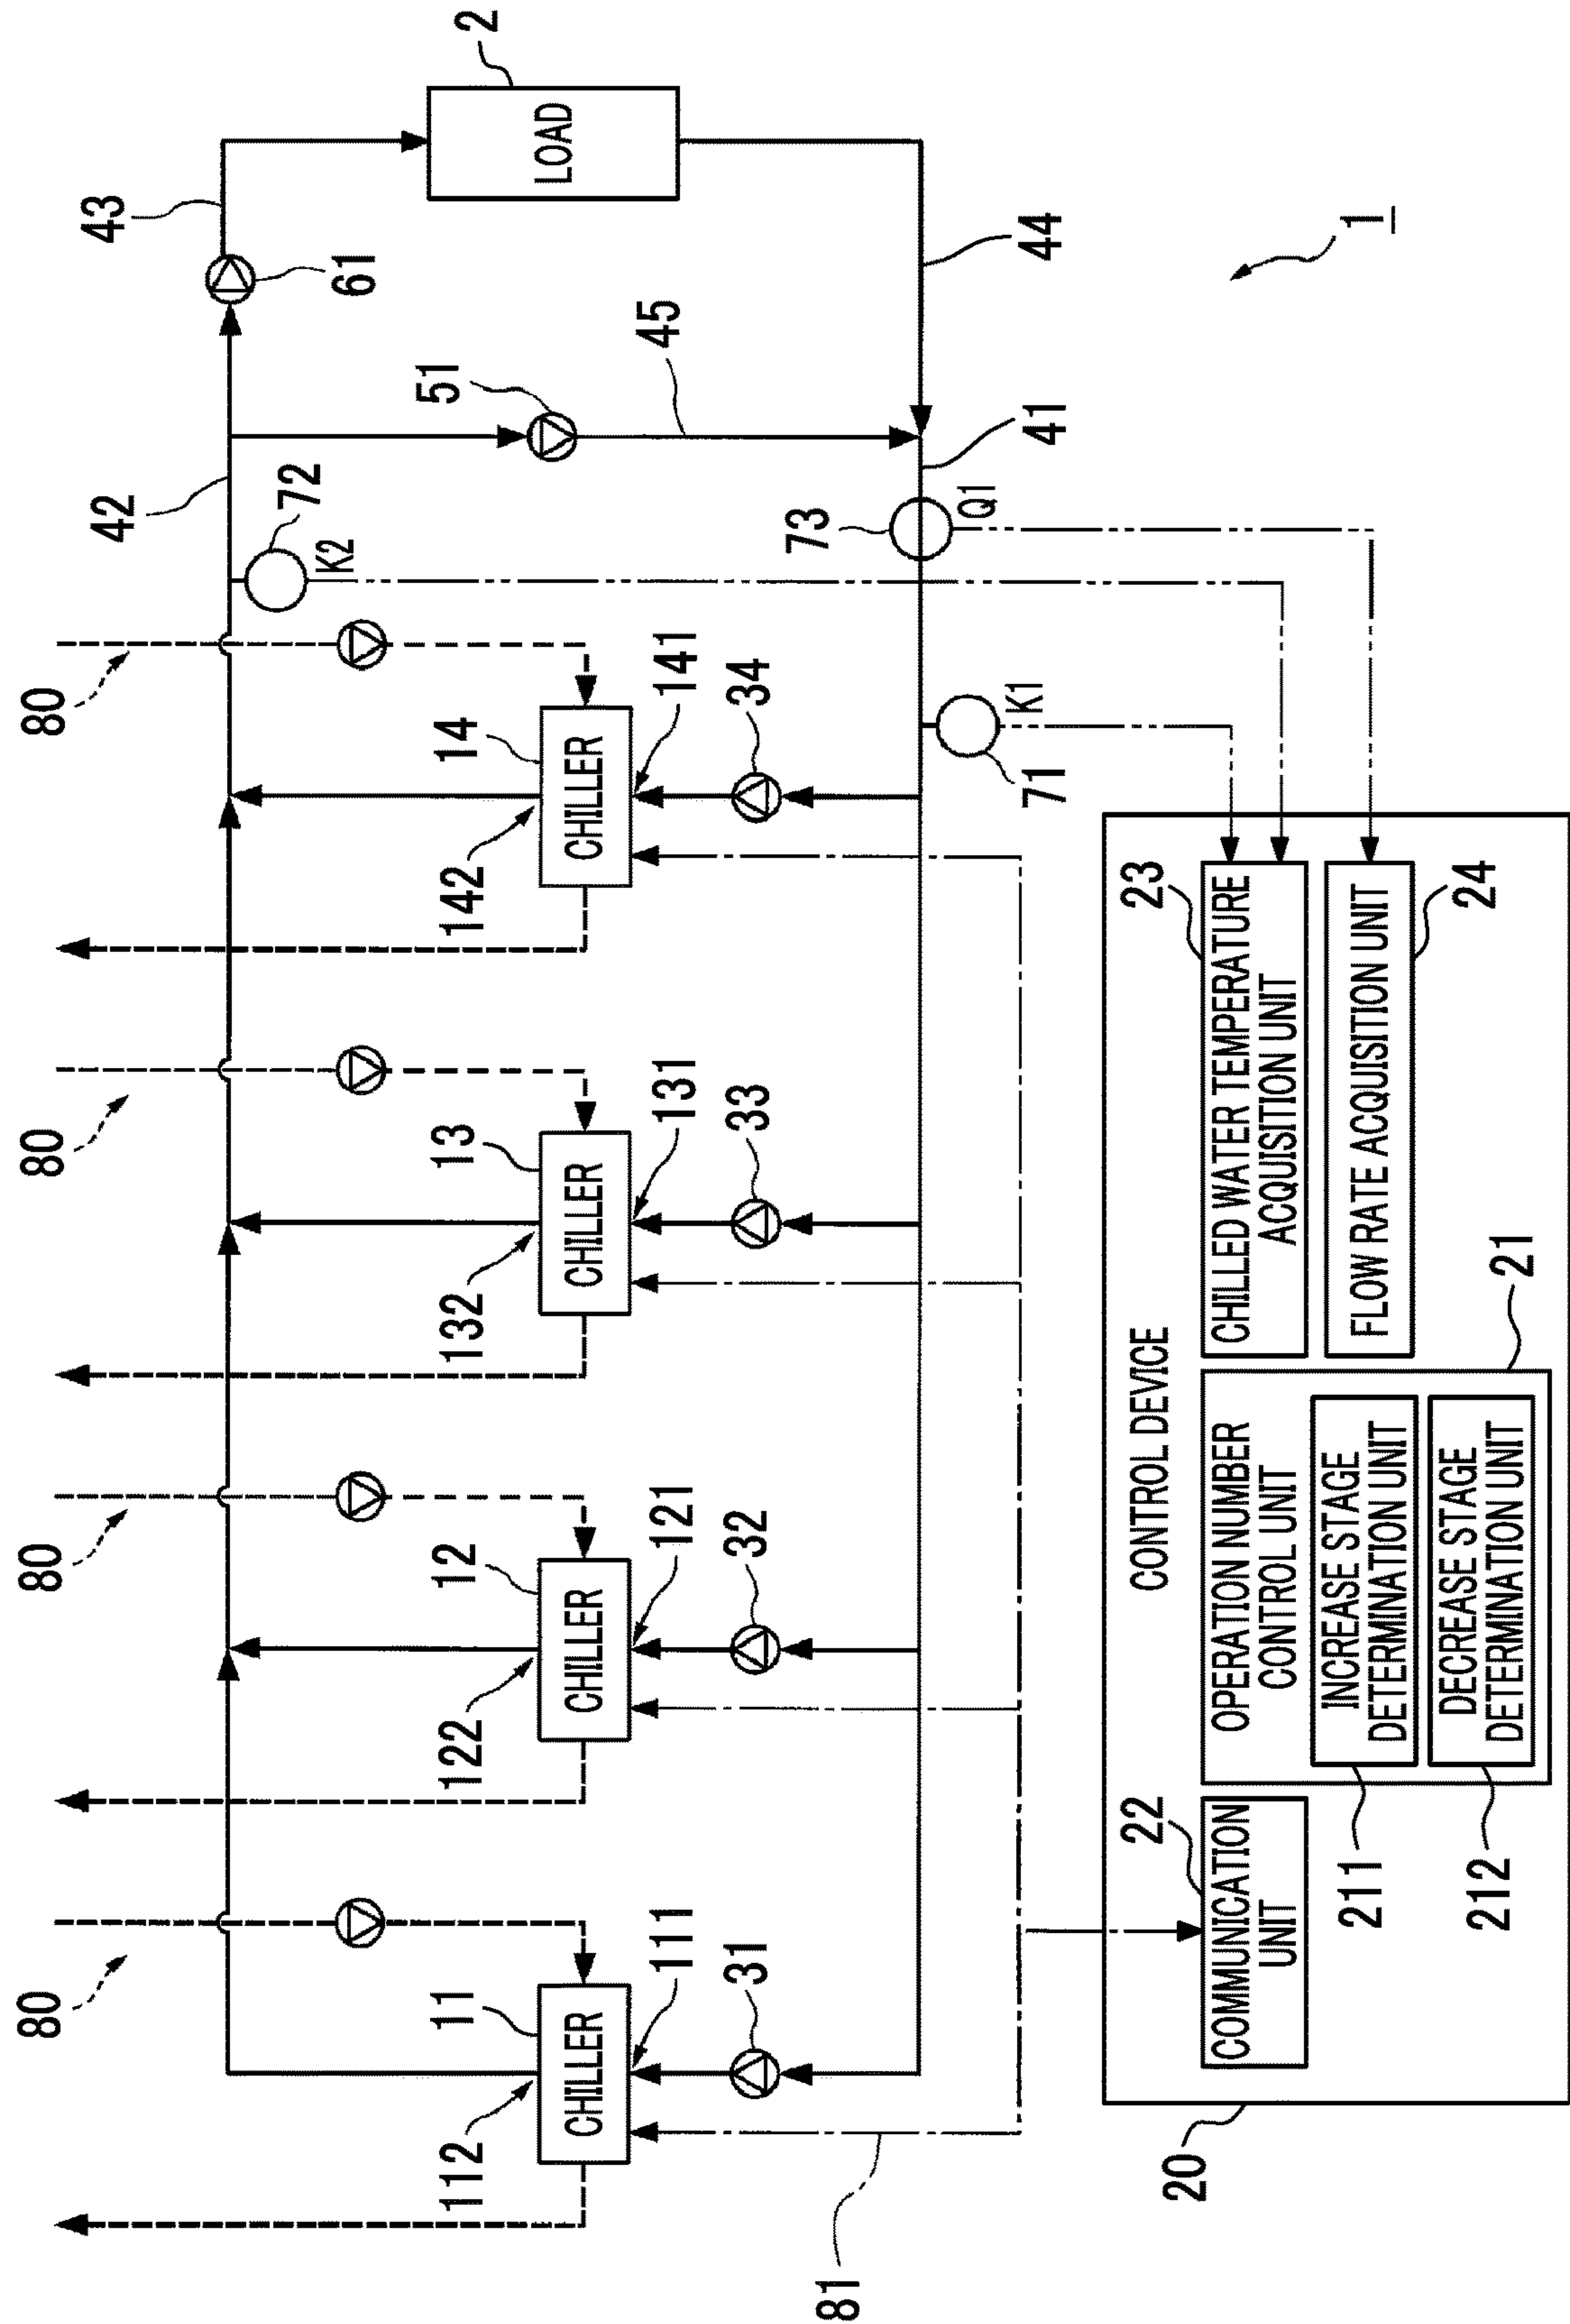 80
80
80
80
42
43
61
72
K2
51
45
2
LOAD
112
11
CHILLER
111
31
122
12
CHILLER
121
32
132
13
CHILLER
131
33
142
14
CHILLER
141
34
73
Q1
41
44
71
K1
81
1
20
CONTROL DEVICE
22
COMMUNICATION
UNIT
OPERATION NUMBER
CONTROL UNIT
21
211
INCREASE STAGE
DETERMINATION UNIT
212
DECREASE STAGE
DETERMINATION UNIT
23
CHILLED WATER TEMPERATURE
ACQUISITION UNIT
FLOW RATE ACQUISITION UNIT
24